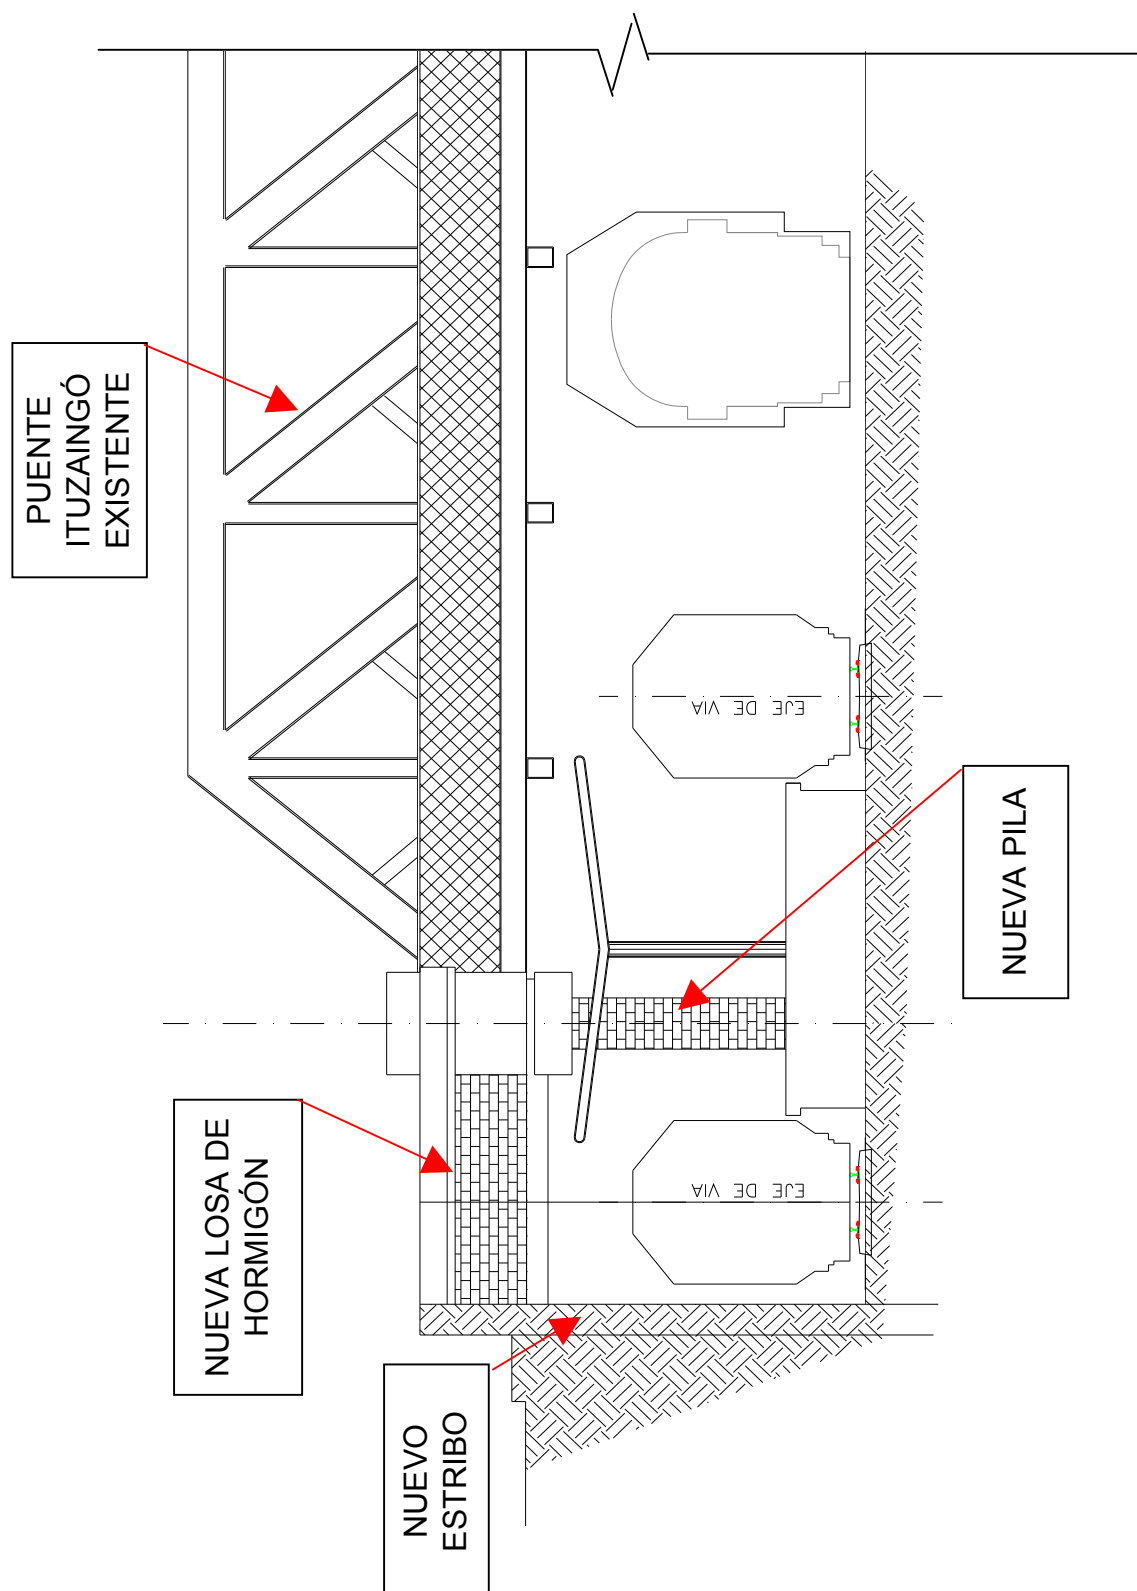 PUENTE
ITUZAINGÓ
EXISTENTE
EJE DE VIA
NUEVA PILA
NUEVA LOSA DE
HORMIGÓN
EJE DE VIA
NUEVO
ESTRIBO